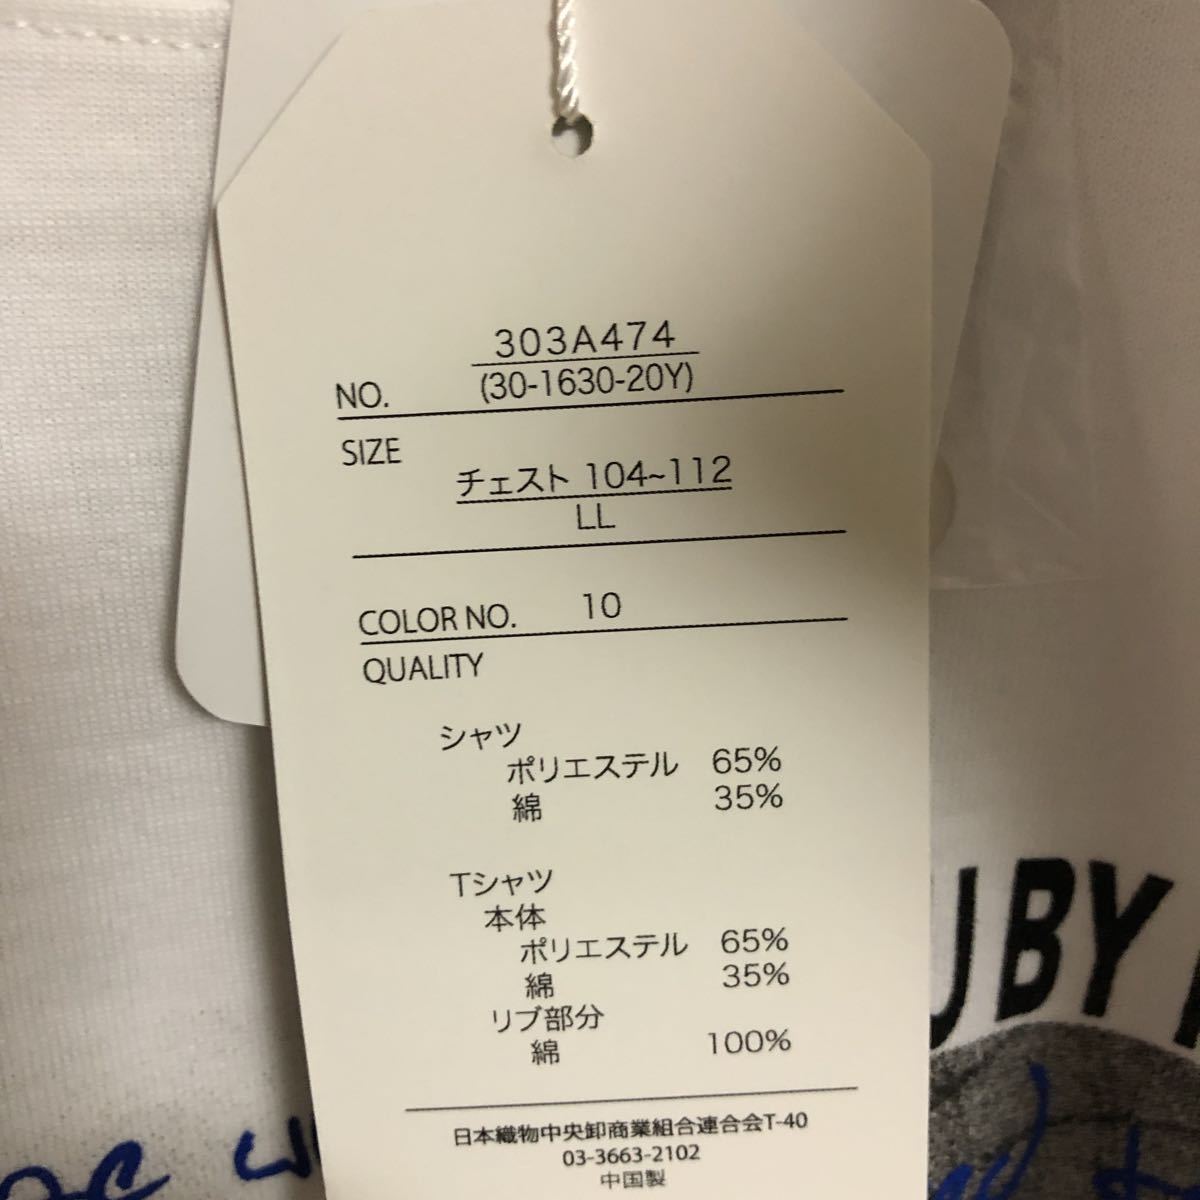 303A474
NO. (30-1630-20Y)
SIZE
チェスト 104~112
LL
COLOR NO. 10
QUALITY
シャツ
ポリエステル 65%
綿 35%
Tシャツ
本体
ポリエステル 65%
綿 35%
リブ部分
綿 100%
日本織物中央卸商業組合連合会T-40
03-3663-2102
中国製
UBY